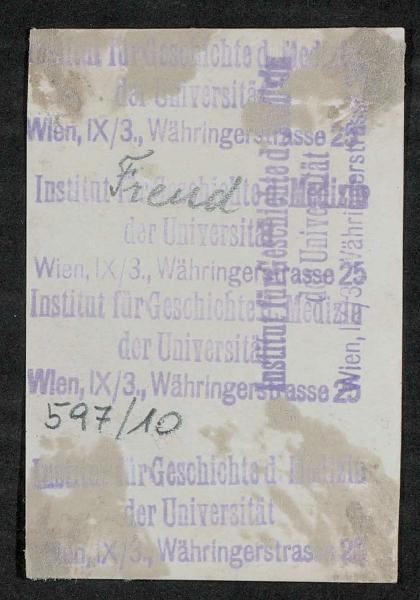 Institut für Geschichte d. Medizin
der Universität
Wien, IX/3., Währingerstrasse 25
Freud
Institut für Geschichte d. Medizin
der Universität
Wien, IX/3., Währingerstrasse 25
Institut für Geschichte d. Medizin
der Universität
Wien, IX/3., Währingerstrasse 25
597/10
Institut für Geschichte d. Medizin
der Universität
Wien, IX/3., Währingerstrasse 25
Institut für Geschichte d. Medizin
der Universität
Wien, IX/3., Währingerstrasse